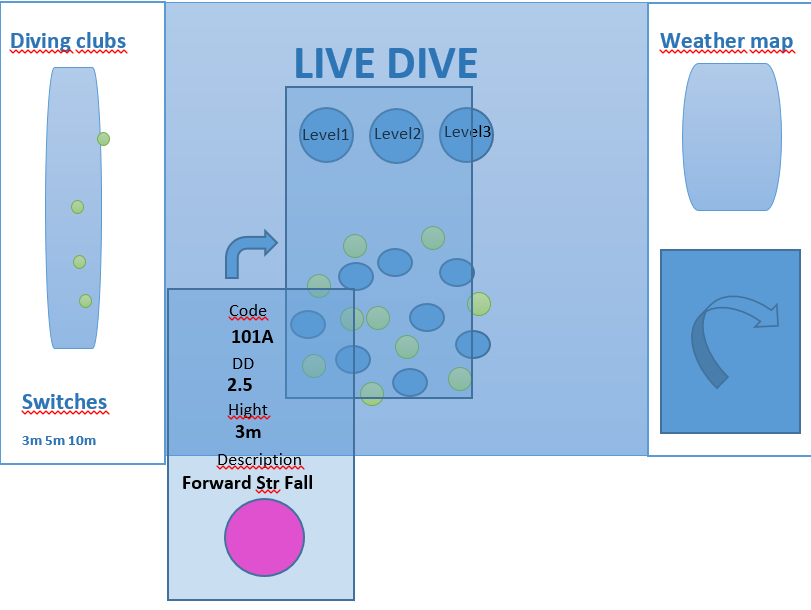 Diving clubs
LIVE DIVE
Weather map
Level1
Level2
Level3
Code
101A
DD
2.5
Hight
3m
Description
Forward Str Fall
Switches
3m 5m 10m